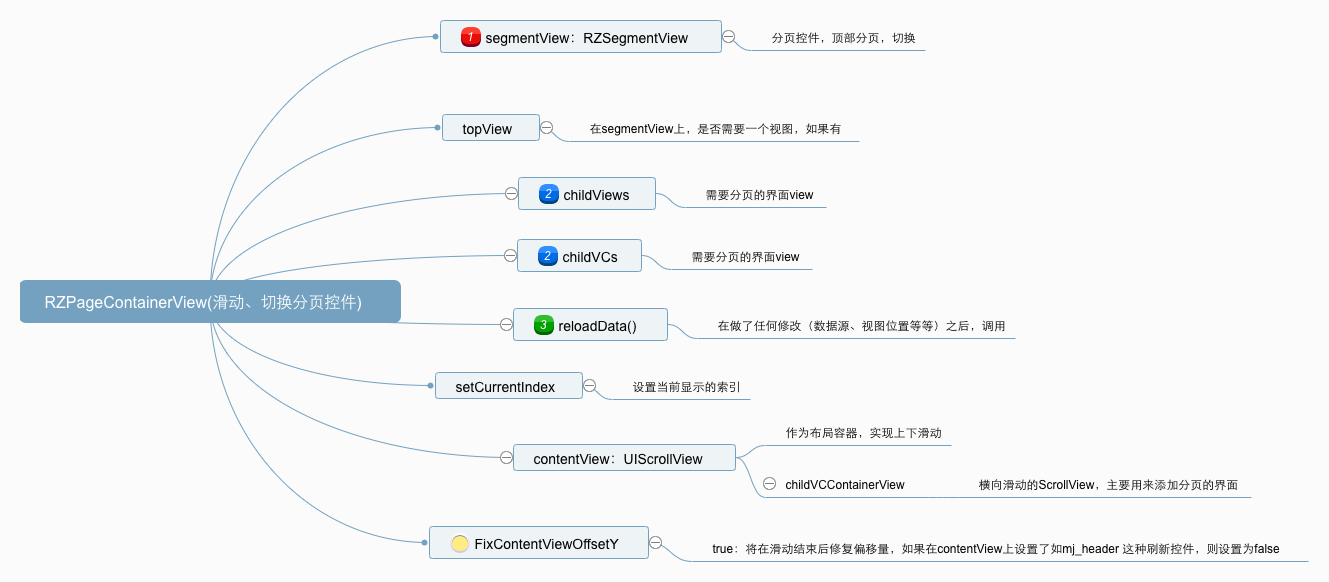 1 segmentView：RZSegmentView
分页控件，顶部分页，切换
topView
在segmentView上，是否需要一个视图，如果有
2 childViews
需要分页的界面view
2 childVCs
需要分页的界面view
RZPageContainerView(滑动、切换分页控件)
3 reloadData()
在做了任何修改（数据源、视图位置等等）之后，调用
setCurrentIndex
设置当前显示的索引
contentView：UIScrollView
作为布局容器，实现上下滑动
childVCContainerView
横向滑动的ScrollView，主要用来添加分页的界面
FixContentViewOffsetY
true：将在滑动结束后修复偏移量，如果在contentView上设置了如mj_header 这种刷新控件，则设置为false